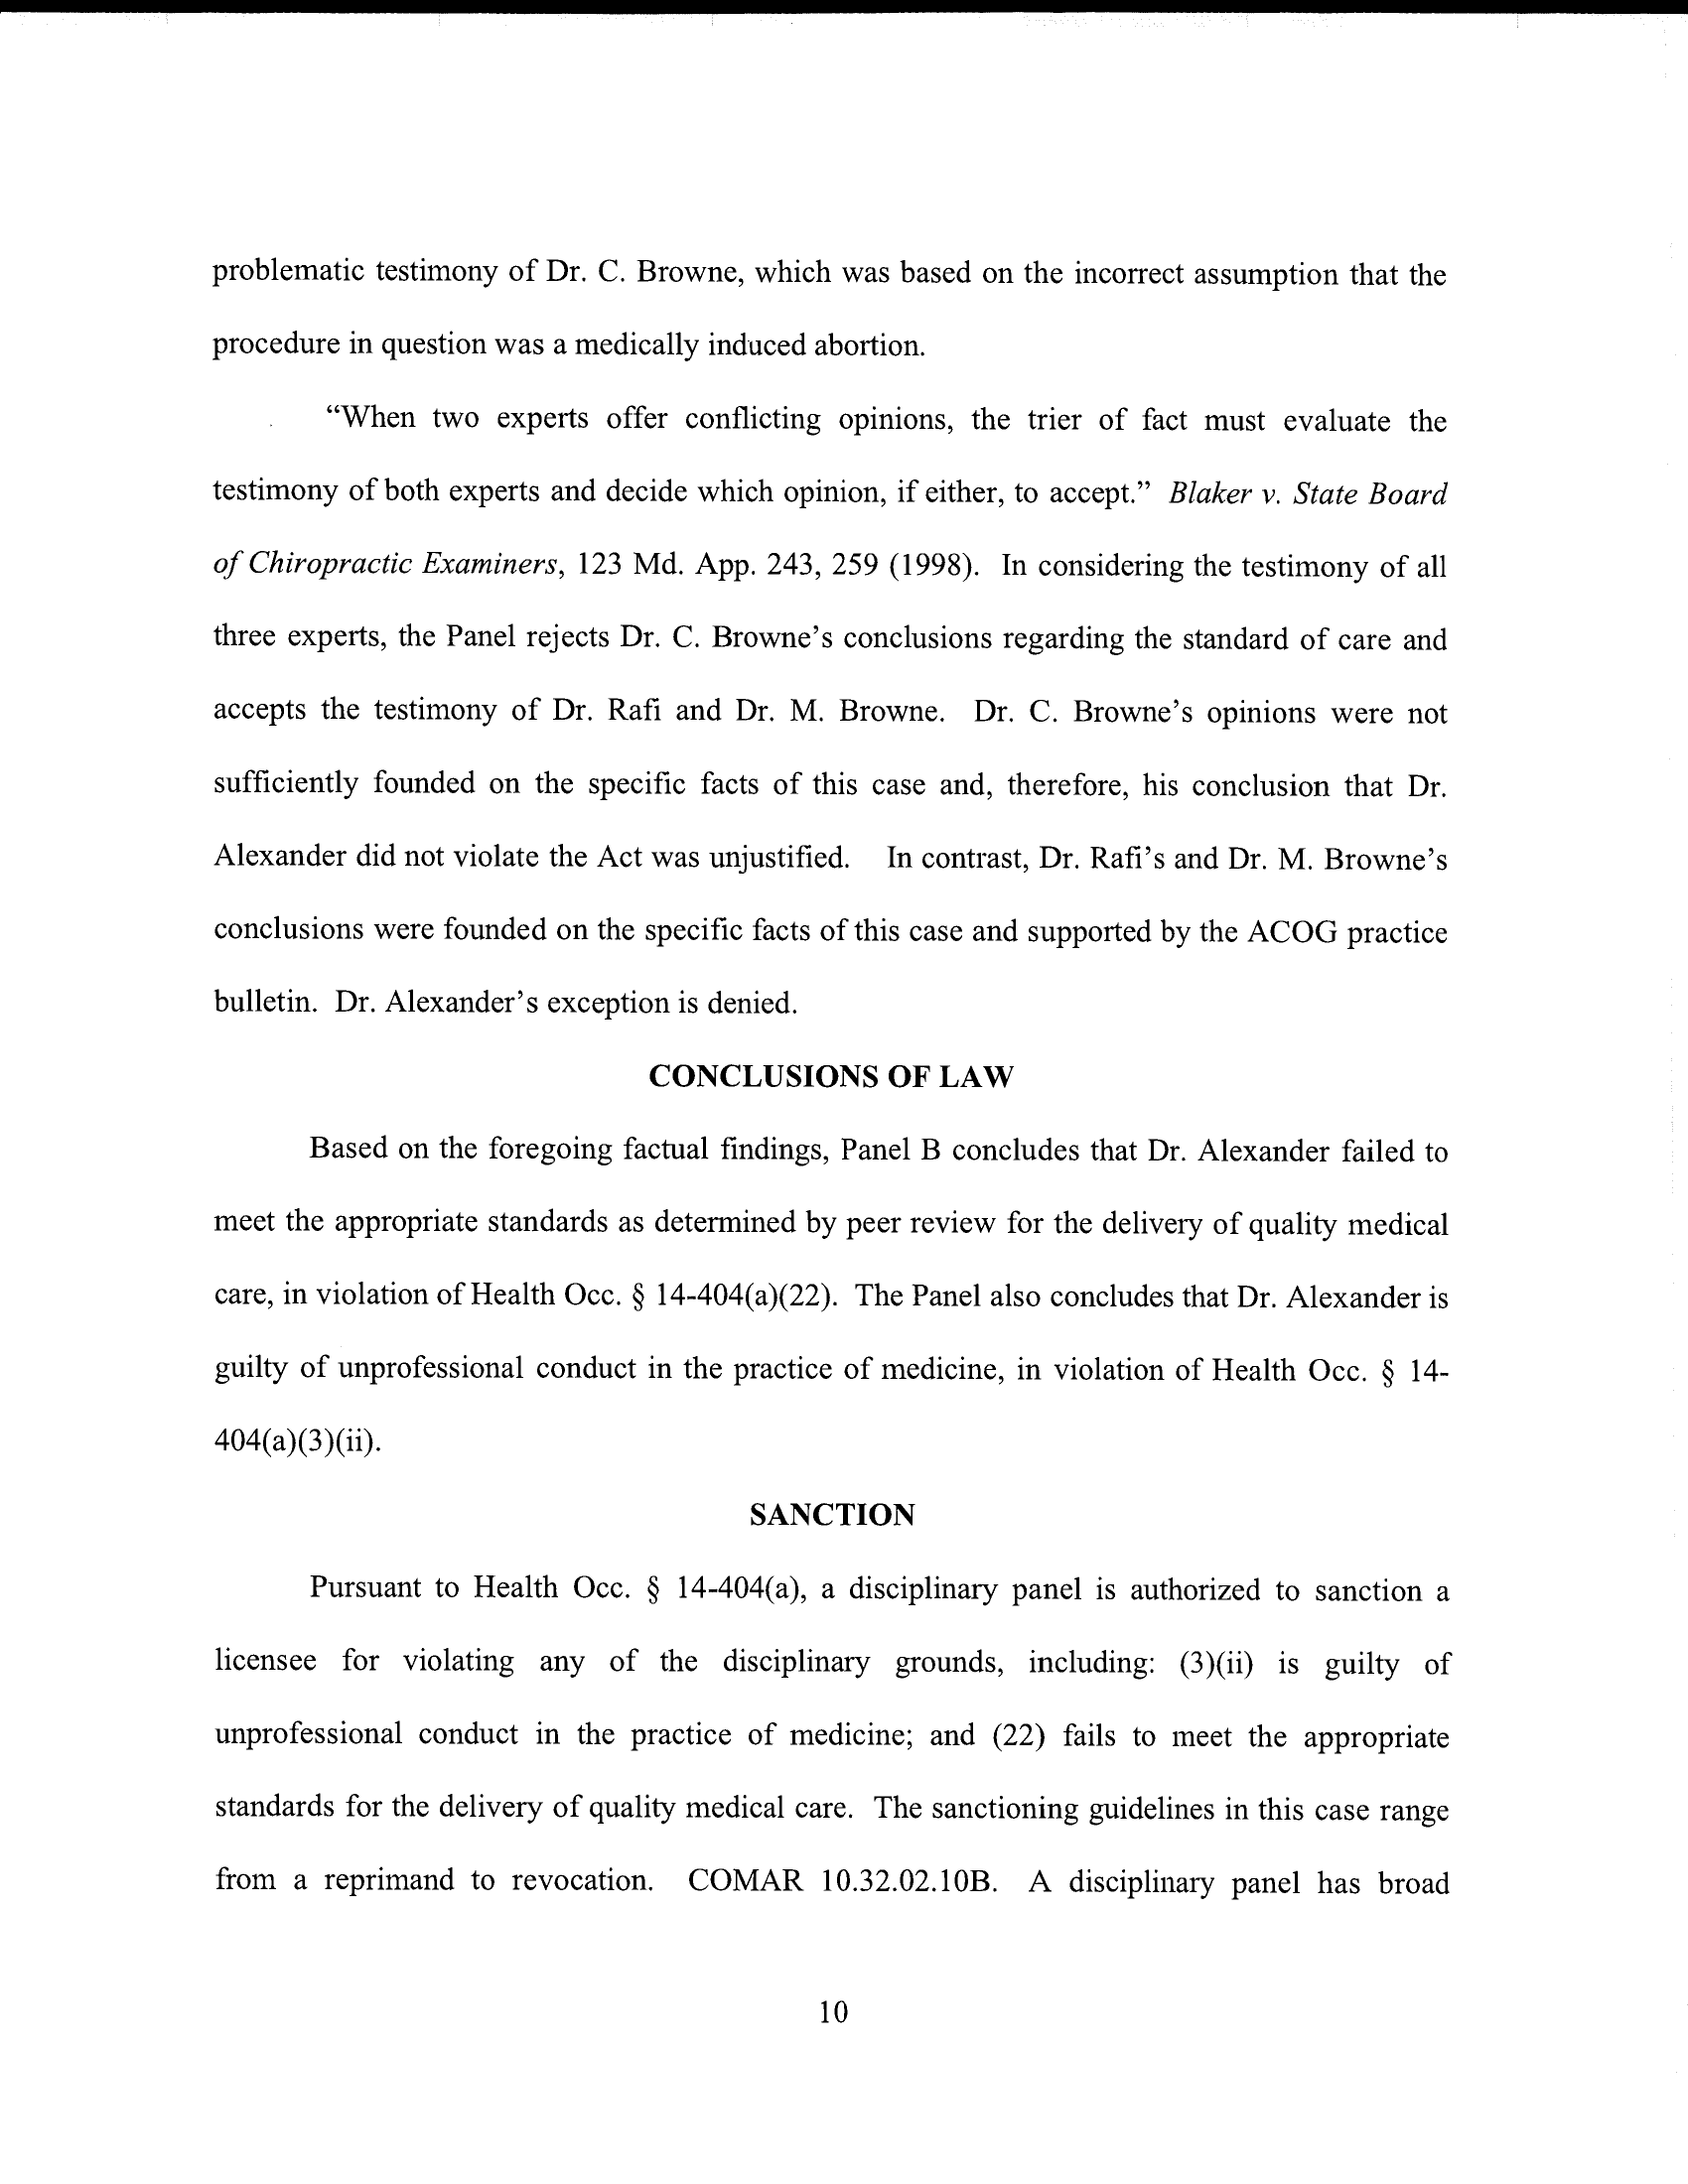 problematic testimony of Dr. C. Browne, which was based on the incorrect assumption that the
procedure in question was a medically induced abortion.
“When two experts offer conflicting opinions, the trier of fact must evaluate the
testimony of both experts and decide which opinion, if either, to accept.” Blaker v. State Board
of Chiropractic Examiners, 123 Md. App. 243, 259 (1998). In considering the testimony of all
three experts, the Panel rejects Dr. C. Browne’s conclusions regarding the standard of care and
accepts the testimony of Dr. Rafi and Dr. M. Browne. Dr. C. Browne’s opinions were not
sufficiently founded on the specific facts of this case and, therefore, his conclusion that Dr.
Alexander did not violate the Act was unjustified. In contrast, Dr. Rafi’s and Dr. M. Browne’s
conclusions were founded on the specific facts of this case and supported by the ACOG practice
bulletin. Dr. Alexander’s exception is denied.
CONCLUSIONS OF LAW
Based on the foregoing factual findings, Panel B concludes that Dr. Alexander failed to
meet the appropriate standards as determined by peer review for the delivery of quality medical
care, in violation of Health Occ. § 14-404(a)(22). The Panel also concludes that Dr. Alexander is
guilty of unprofessional conduct in the practice of medicine, in violation of Health Occ. § 14-
404(a)(3)(ii).
SANCTION
Pursuant to Health Occ. § 14-404(a), a disciplinary panel is authorized to sanction a
licensee for violating any of the disciplinary grounds, including: (3)(ii) is guilty of
unprofessional conduct in the practice of medicine; and (22) fails to meet the appropriate
standards for the delivery of quality medical care. The sanctioning guidelines in this case range
from a reprimand to revocation. COMAR 10.32.02.10B. A disciplinary panel has broad
10